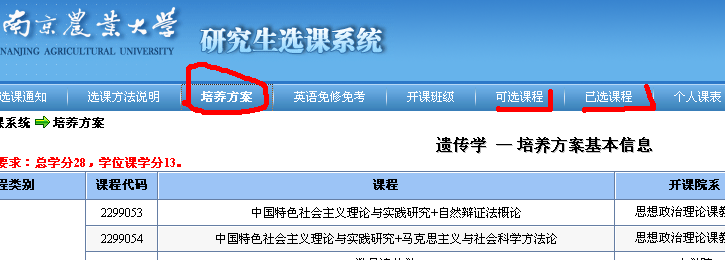 南京農業大學
NANJING AGRICULTURAL UNIVERSITY
研究生选课系统
选课通知 选课方法说明 培养方案 英语免修免考 开课班级 可选课程 已选课程 个人课表
课系统 培养方案
遗传学 — 培养方案基本信息
要求：总学分28，学位课学分13。
程类别 课程代码 课程 开课院系
2299053 中国特色社会主义理论与实践研究+自然辩证法概论 思想政治理论课教
2299054 中国特色社会主义理论与实践研究+马克思主义与社会科学方法论 思想政治理论课教